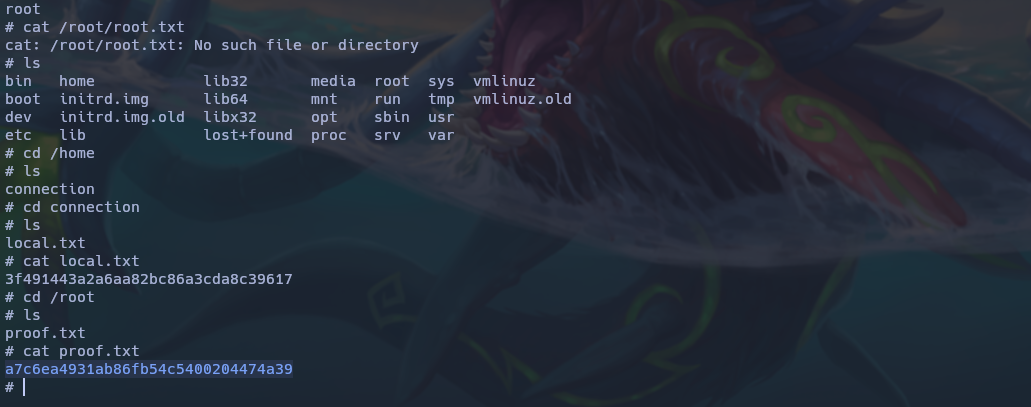 root
# cat /root/root.txt
cat: /root/root.txt: No such file or directory
# ls
bin   home            lib32       media  root  sys  vmlinuz
boot  initrd.img      lib64       mnt    run   tmp  vmlinuz.old
dev   initrd.img.old  libx32      opt    sbin  usr
etc   lib             lost+found  proc   srv   var
# cd /home
# ls
connection
# cd connection
# ls
local.txt
# cat local.txt
3f491443a2a6aa82bc86a3cda8c39617
# cd /root
# ls
proof.txt
# cat proof.txt
a7c6ea4931ab86fb54c5400204474a39
#